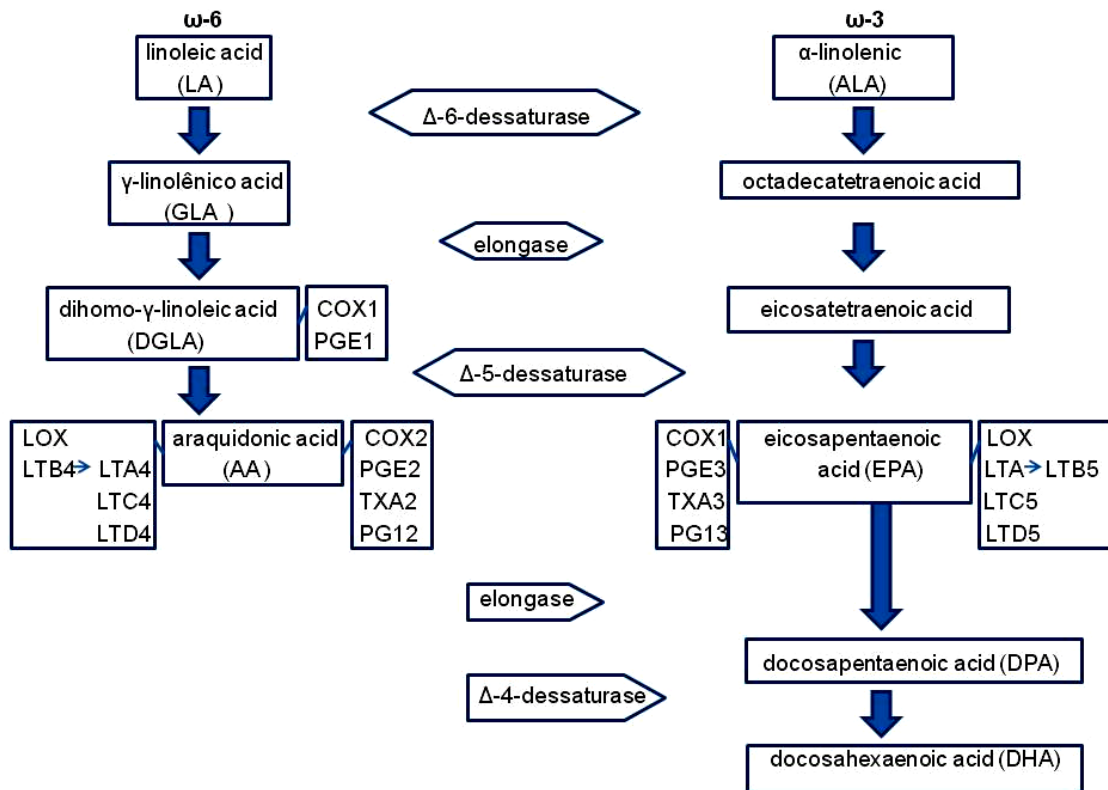 ω-6
linoleic acid
(LA)
γ-linolênico acid
(GLA )
dihomo-γ-linoleic acid
(DGLA)
COX1
PGE1
LOX
LTB4 → LTA4
LTC4
LTD4
araquidonic acid
(AA)
COX2
PGE2
TXA2
PG12
Δ-6-dessaturase
elongase
Δ-5-dessaturase
elongase
Δ-4-dessaturase
ω-3
α-linolenic
(ALA)
octadecatetraenoic acid
eicosatetraenoic acid
COX1
PGE3
TXA3
PG13
eicosapentaenoic
acid (EPA)
LOX
LTA → LTB5
LTC5
LTD5
docosapentaenoic acid (DPA)
docosahexaenoic acid (DHA)